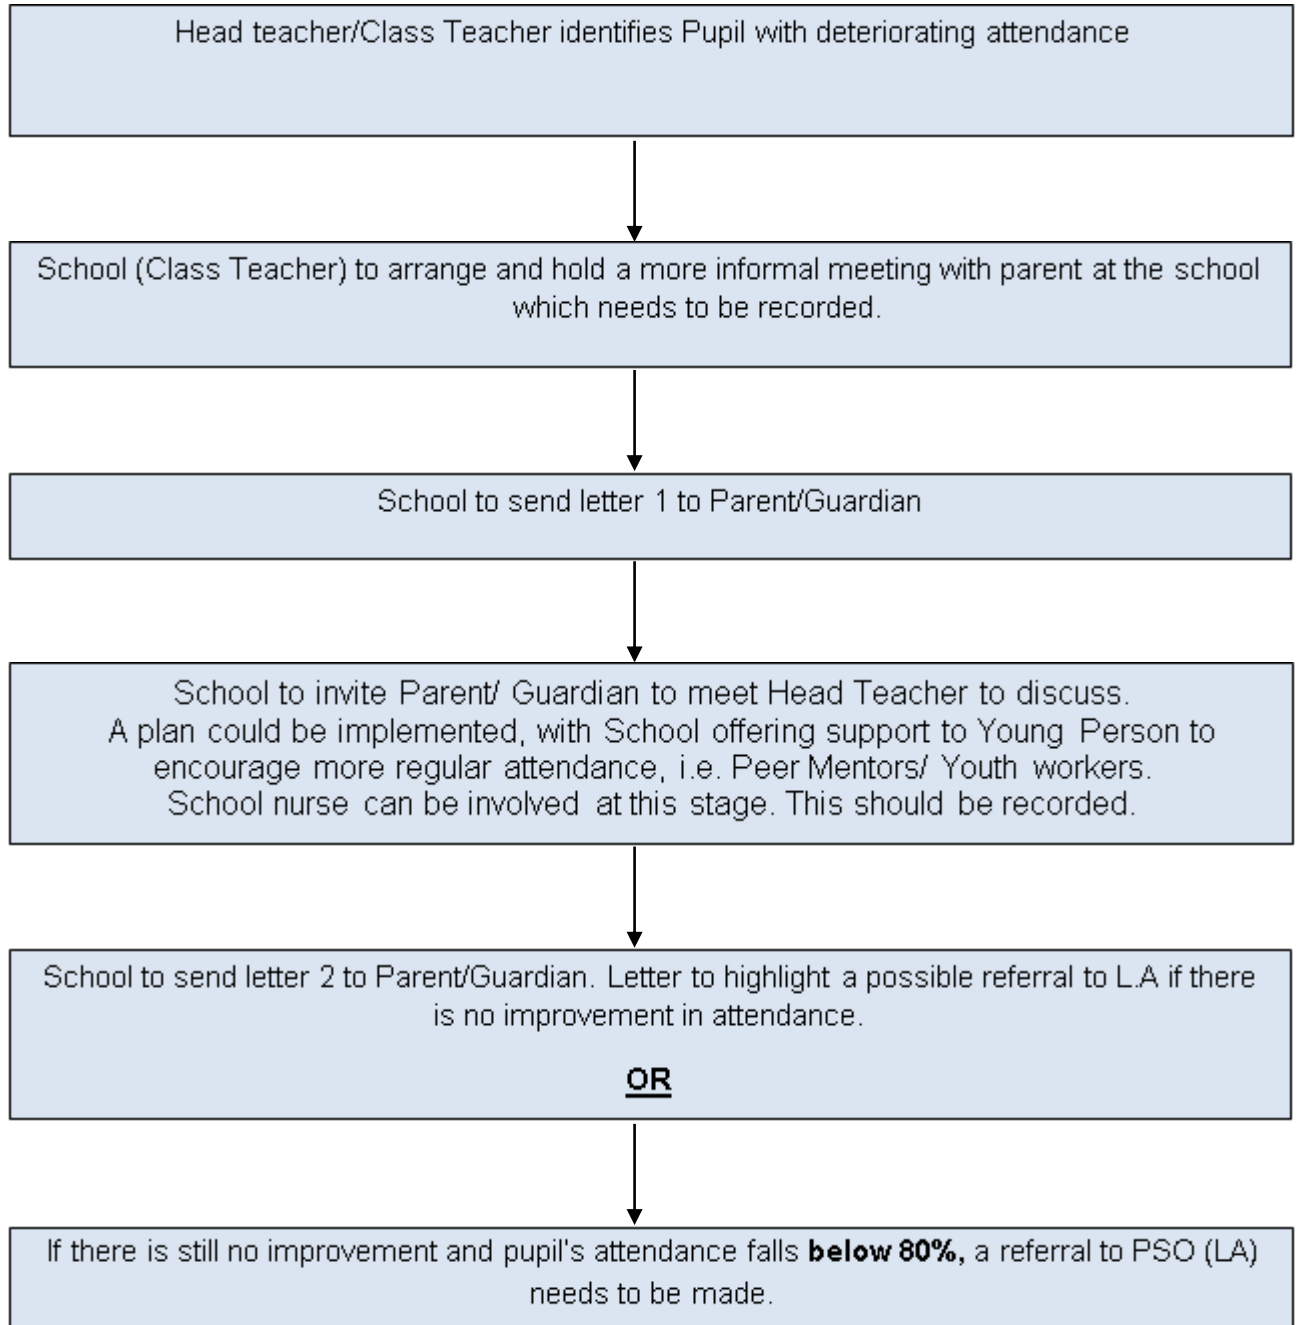 Head teacher/Class Teacher identifies Pupil with deteriorating attendance
School (Class Teacher) to arrange and hold a more informal meeting with parent at the school
which needs to be recorded.
School to send letter 1 to Parent/Guardian
School to invite Parent/ Guardian to meet Head Teacher to discuss.
A plan could be implemented, with School offering support to Young Person to
encourage more regular attendance, i.e. Peer Mentors/ Youth workers.
School nurse can be involved at this stage. This should be recorded.
School to send letter 2 to Parent/Guardian. Letter to highlight a possible referral to L.A if there
is no improvement in attendance.
OR
If there is still no improvement and pupil's attendance falls below 80%, a referral to PSO (LA)
needs to be made.